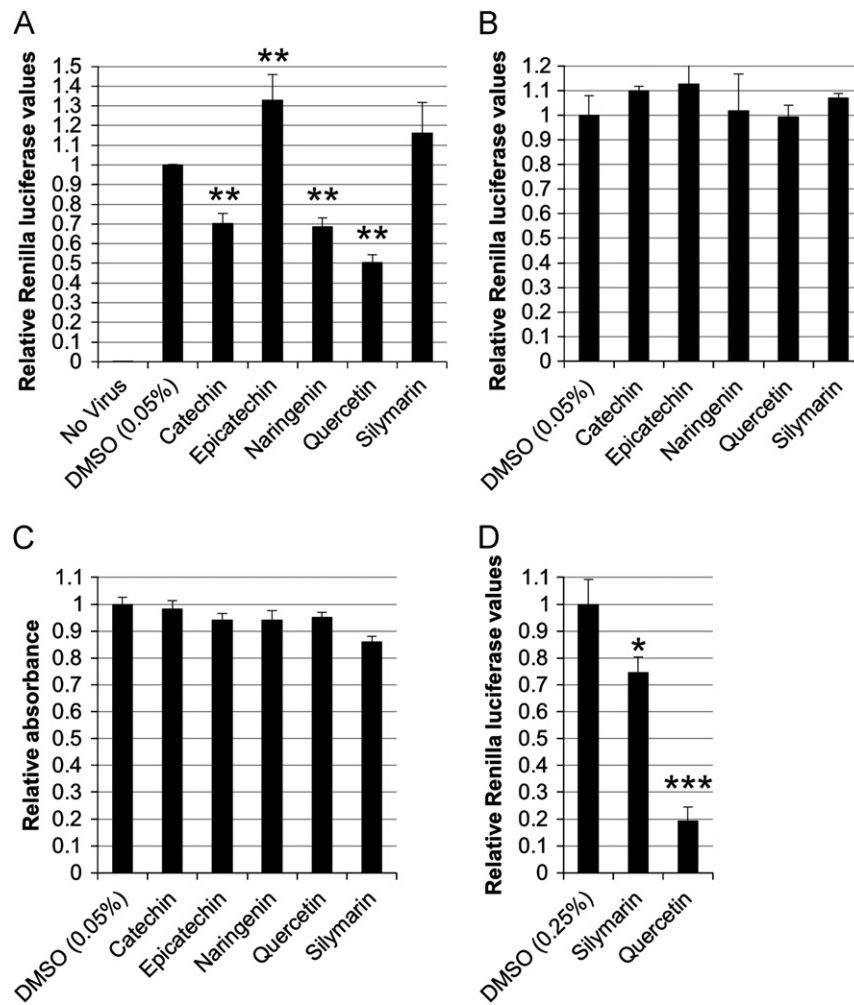 A
Relative Renilla luciferase values
1.5
1.4
1.3
1.2
1.1
1
0.9
0.8
0.7
0.6
0.5
0.4
0.3
0.2
0.1
0
**
**
**
**
No Virus
DMSO (0.05%)
Catechin
Epicatechin
Naringenin
Quercetin
Silymarin
B
Relative Renilla luciferase values
1.2
1.1
1
0.9
0.8
0.7
0.6
0.5
0.4
0.3
0.2
0.1
0
DMSO (0.05%)
Catechin
Epicatechin
Naringenin
Quercetin
Silymarin
C
Relative absorbance
1.1
1
0.9
0.8
0.7
0.6
0.5
0.4
0.3
0.2
0.1
0
DMSO (0.05%)
Catechin
Epicatechin
Naringenin
Quercetin
Silymarin
D
Relative Renilla luciferase values
1.1
1
0.9
0.8
0.7
0.6
0.5
0.4
0.3
0.2
0.1
0
*
***
DMSO (0.25%)
Silymarin
Quercetin